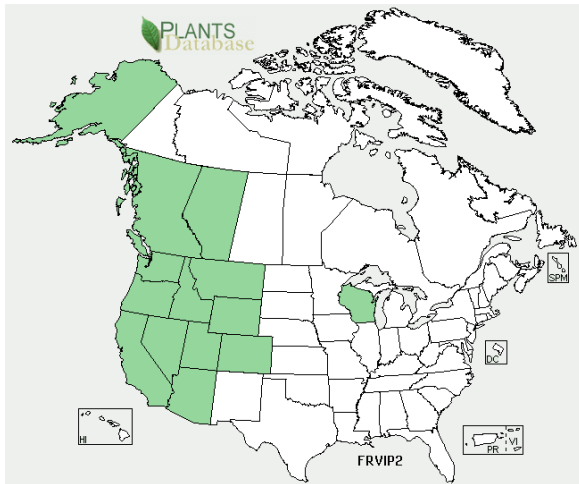 PLANTS
Database
SPM
DC
HI
PR
VI
FRVIP2